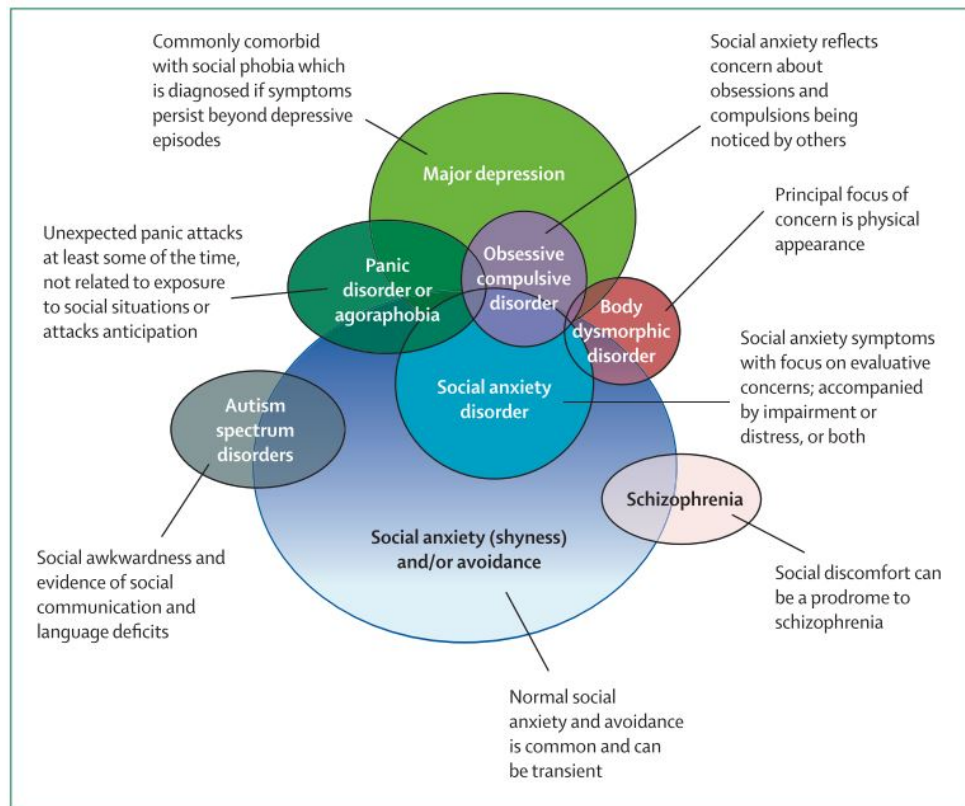 Commonly comorbid
with social phobia which
is diagnosed if symptoms
persist beyond depressive
episodes
Social anxiety reflects
concern about
obsessions and
compulsions being
noticed by others
Major depression
Principal focus of
concern is physical
appearance
Unexpected panic attacks
at least some of the time,
not related to exposure
to social situations or
attacks anticipation
Panic
disorder or
agoraphobia
Obsessive
compulsive
disorder
Body
dysmorphic
disorder
Social anxiety symptoms
with focus on evaluative
concerns; accompanied
by impairment or
distress, or both
Social anxiety
disorder
Autism
spectrum
disorders
Schizophrenia
Social anxiety (shyness)
and/or avoidance
Social awkwardness and
evidence of social
communication and
language deficits
Social discomfort can
be a prodrome to
schizophrenia
Normal social
anxiety and avoidance
is common and can
be transient